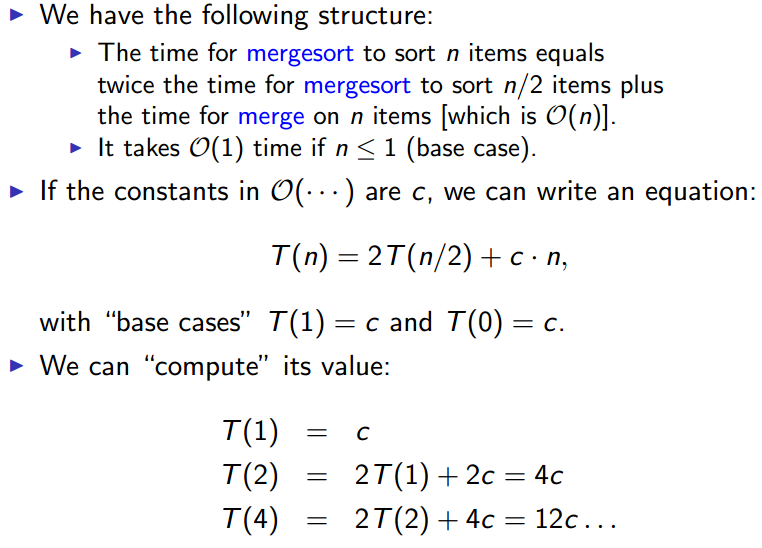 ▶ We have the following structure:
▶ The time for mergesort to sort n items equals
twice the time for mergesort to sort n/2 items plus
the time for merge on n items [which is 𝒪(n)].
▶ It takes 𝒪(1) time if n ≤ 1 (base case).
▶ If the constants in 𝒪(···) are c, we can write an equation:
T(n) = 2T(n/2) + c · n,
with “base cases” T(1) = c and T(0) = c.
▶ We can “compute” its value:
T(1) = c
T(2) = 2T(1) + 2c = 4c
T(4) = 2T(2) + 4c = 12c ...